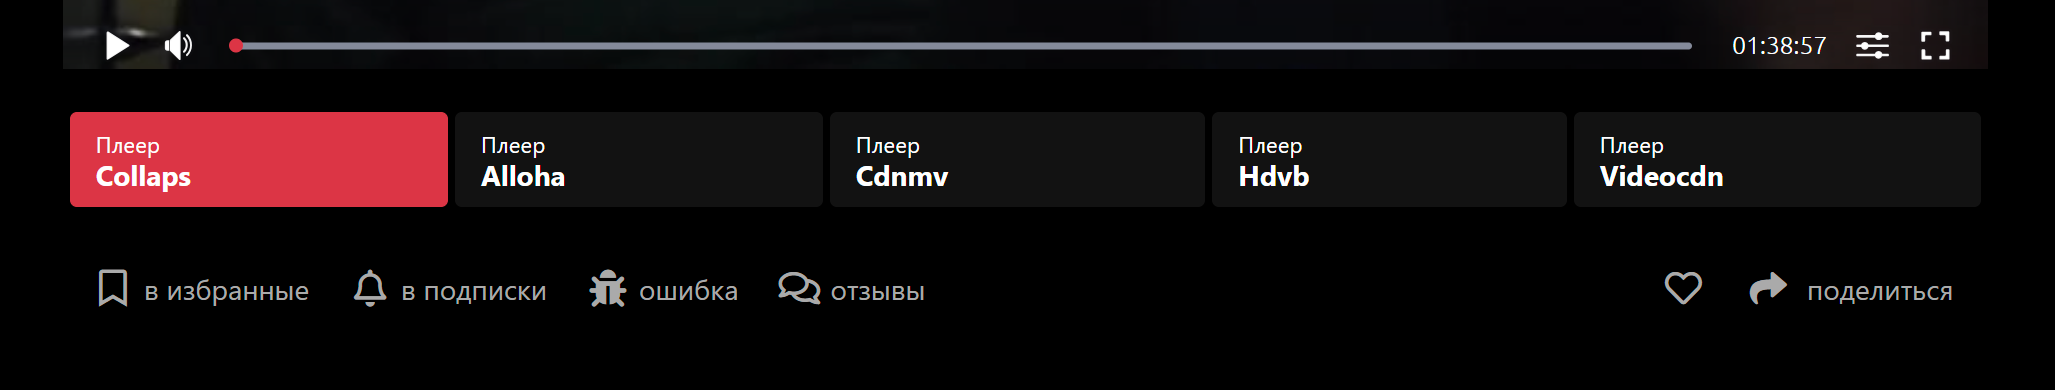 01:38:57
Плеер
Collaps
Плеер
Alloha
Плеер
Cdnmv
Плеер
Hdvb
Плеер
Videocdn
в избранные
в подписки
ошибка
отзывы
поделиться